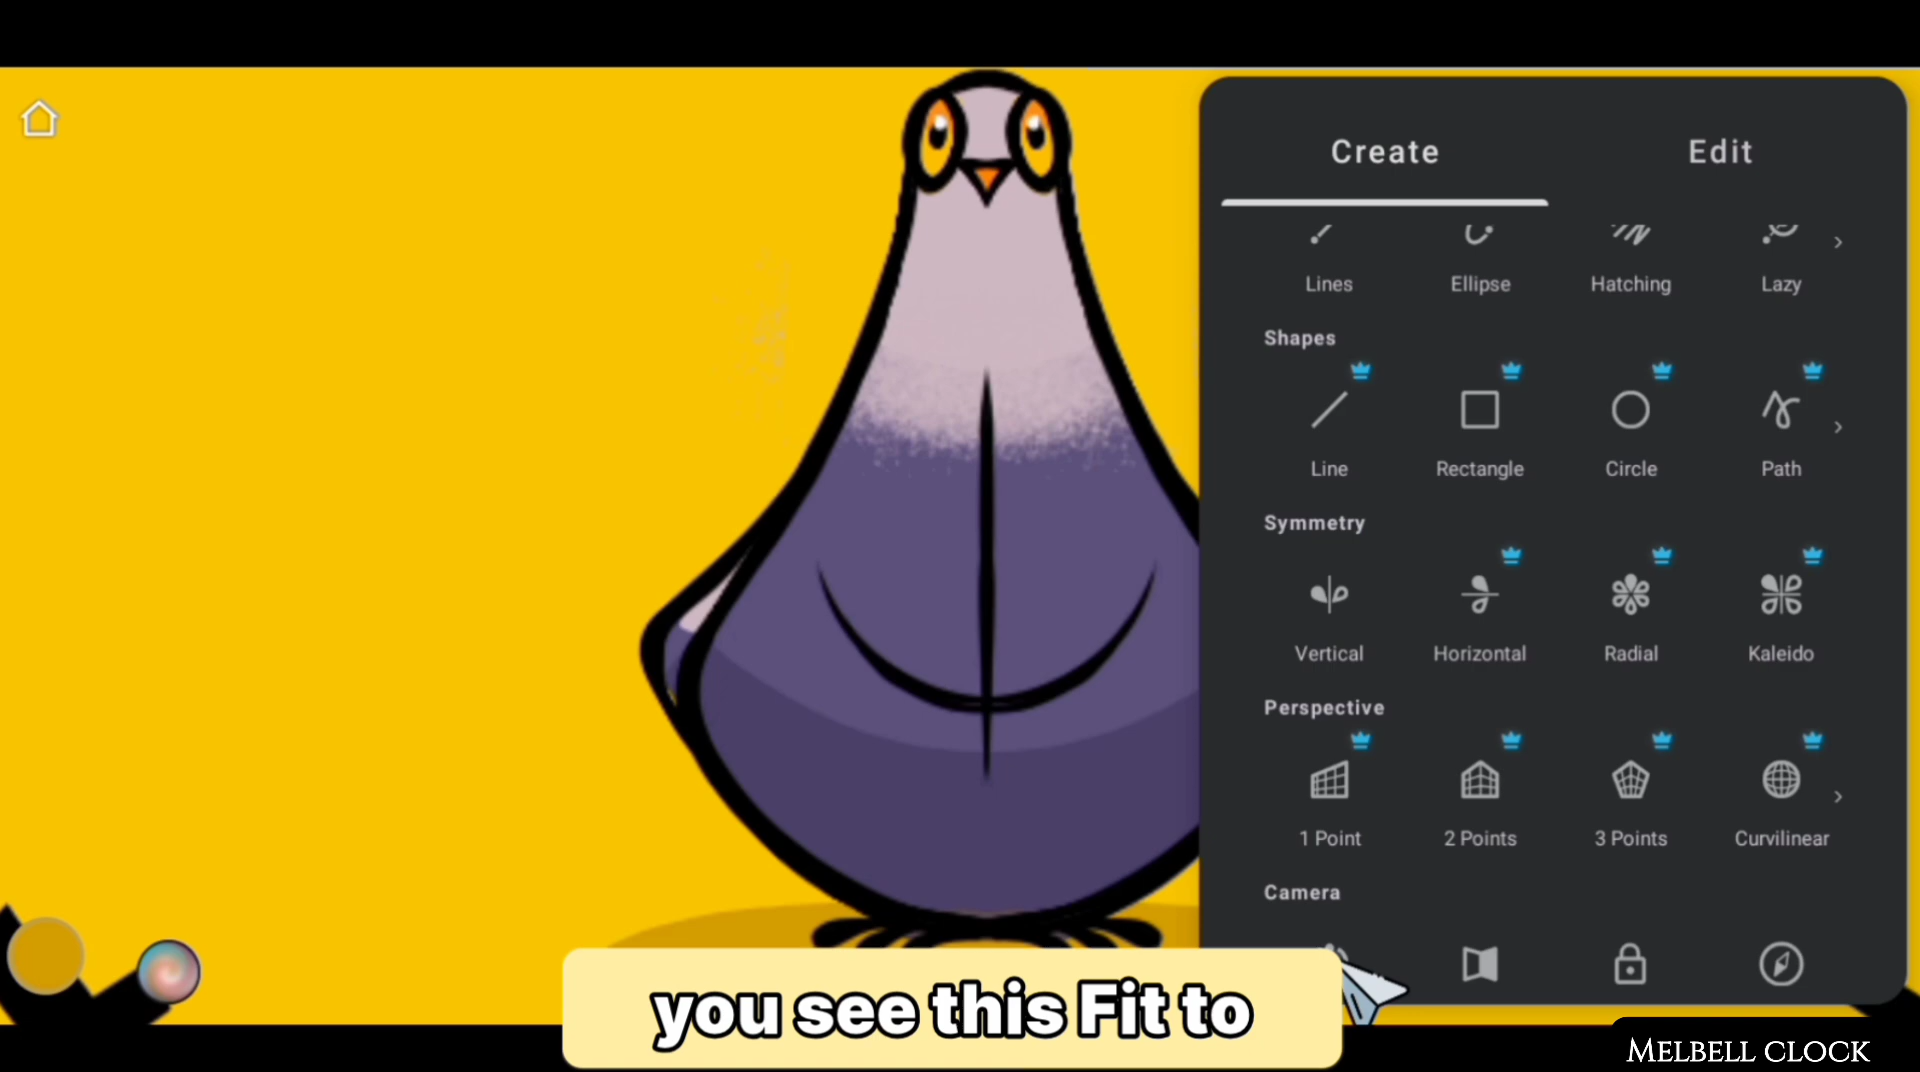 Create Edit
Lines Ellipse Hatching Lazy
Shapes
Line Rectangle Circle Path
Symmetry
Vertical Horizontal Radial Kaleido
Perspective
1 Point 2 Points 3 Points Curvilinear
Camera
you see this Fit to
MELBELL CLOCK